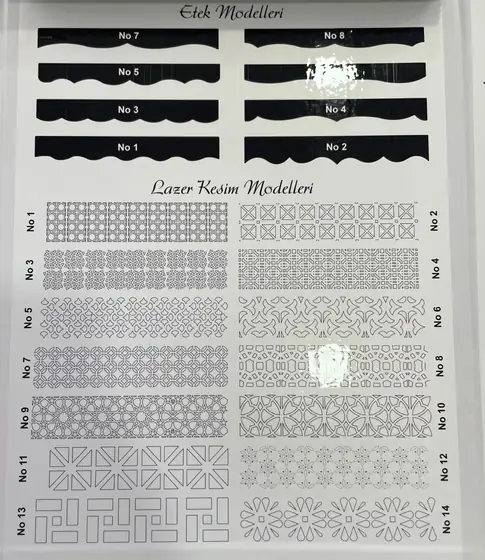 Etek Modelleri
No 7 No 8
No 5
No 3 No 4
No 1 No 2
Lazer Kesim Modelleri
No 1 No 2
No 3 No 4
No 5 No 6
No 7 No 8
No 9 No 10
No 11 No 12
No 13 No 14